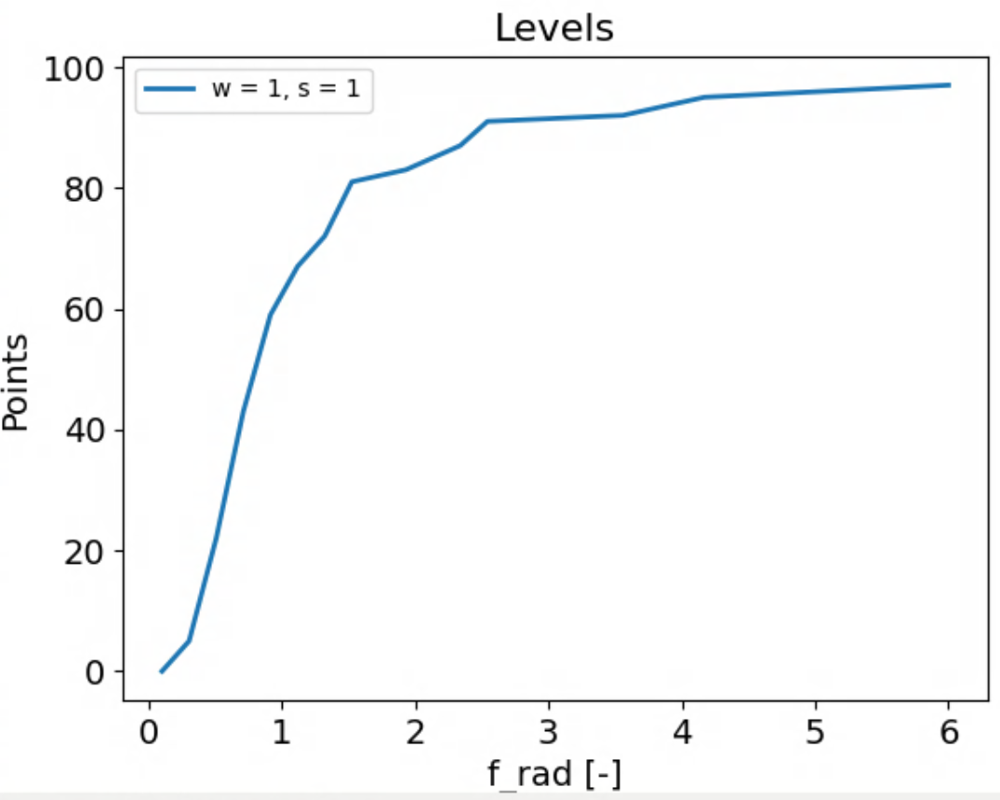 Levels
w = 1, s = 1
Points
100
80
60
40
20
0
0 1 2 3 4 5 6
f_rad [-]